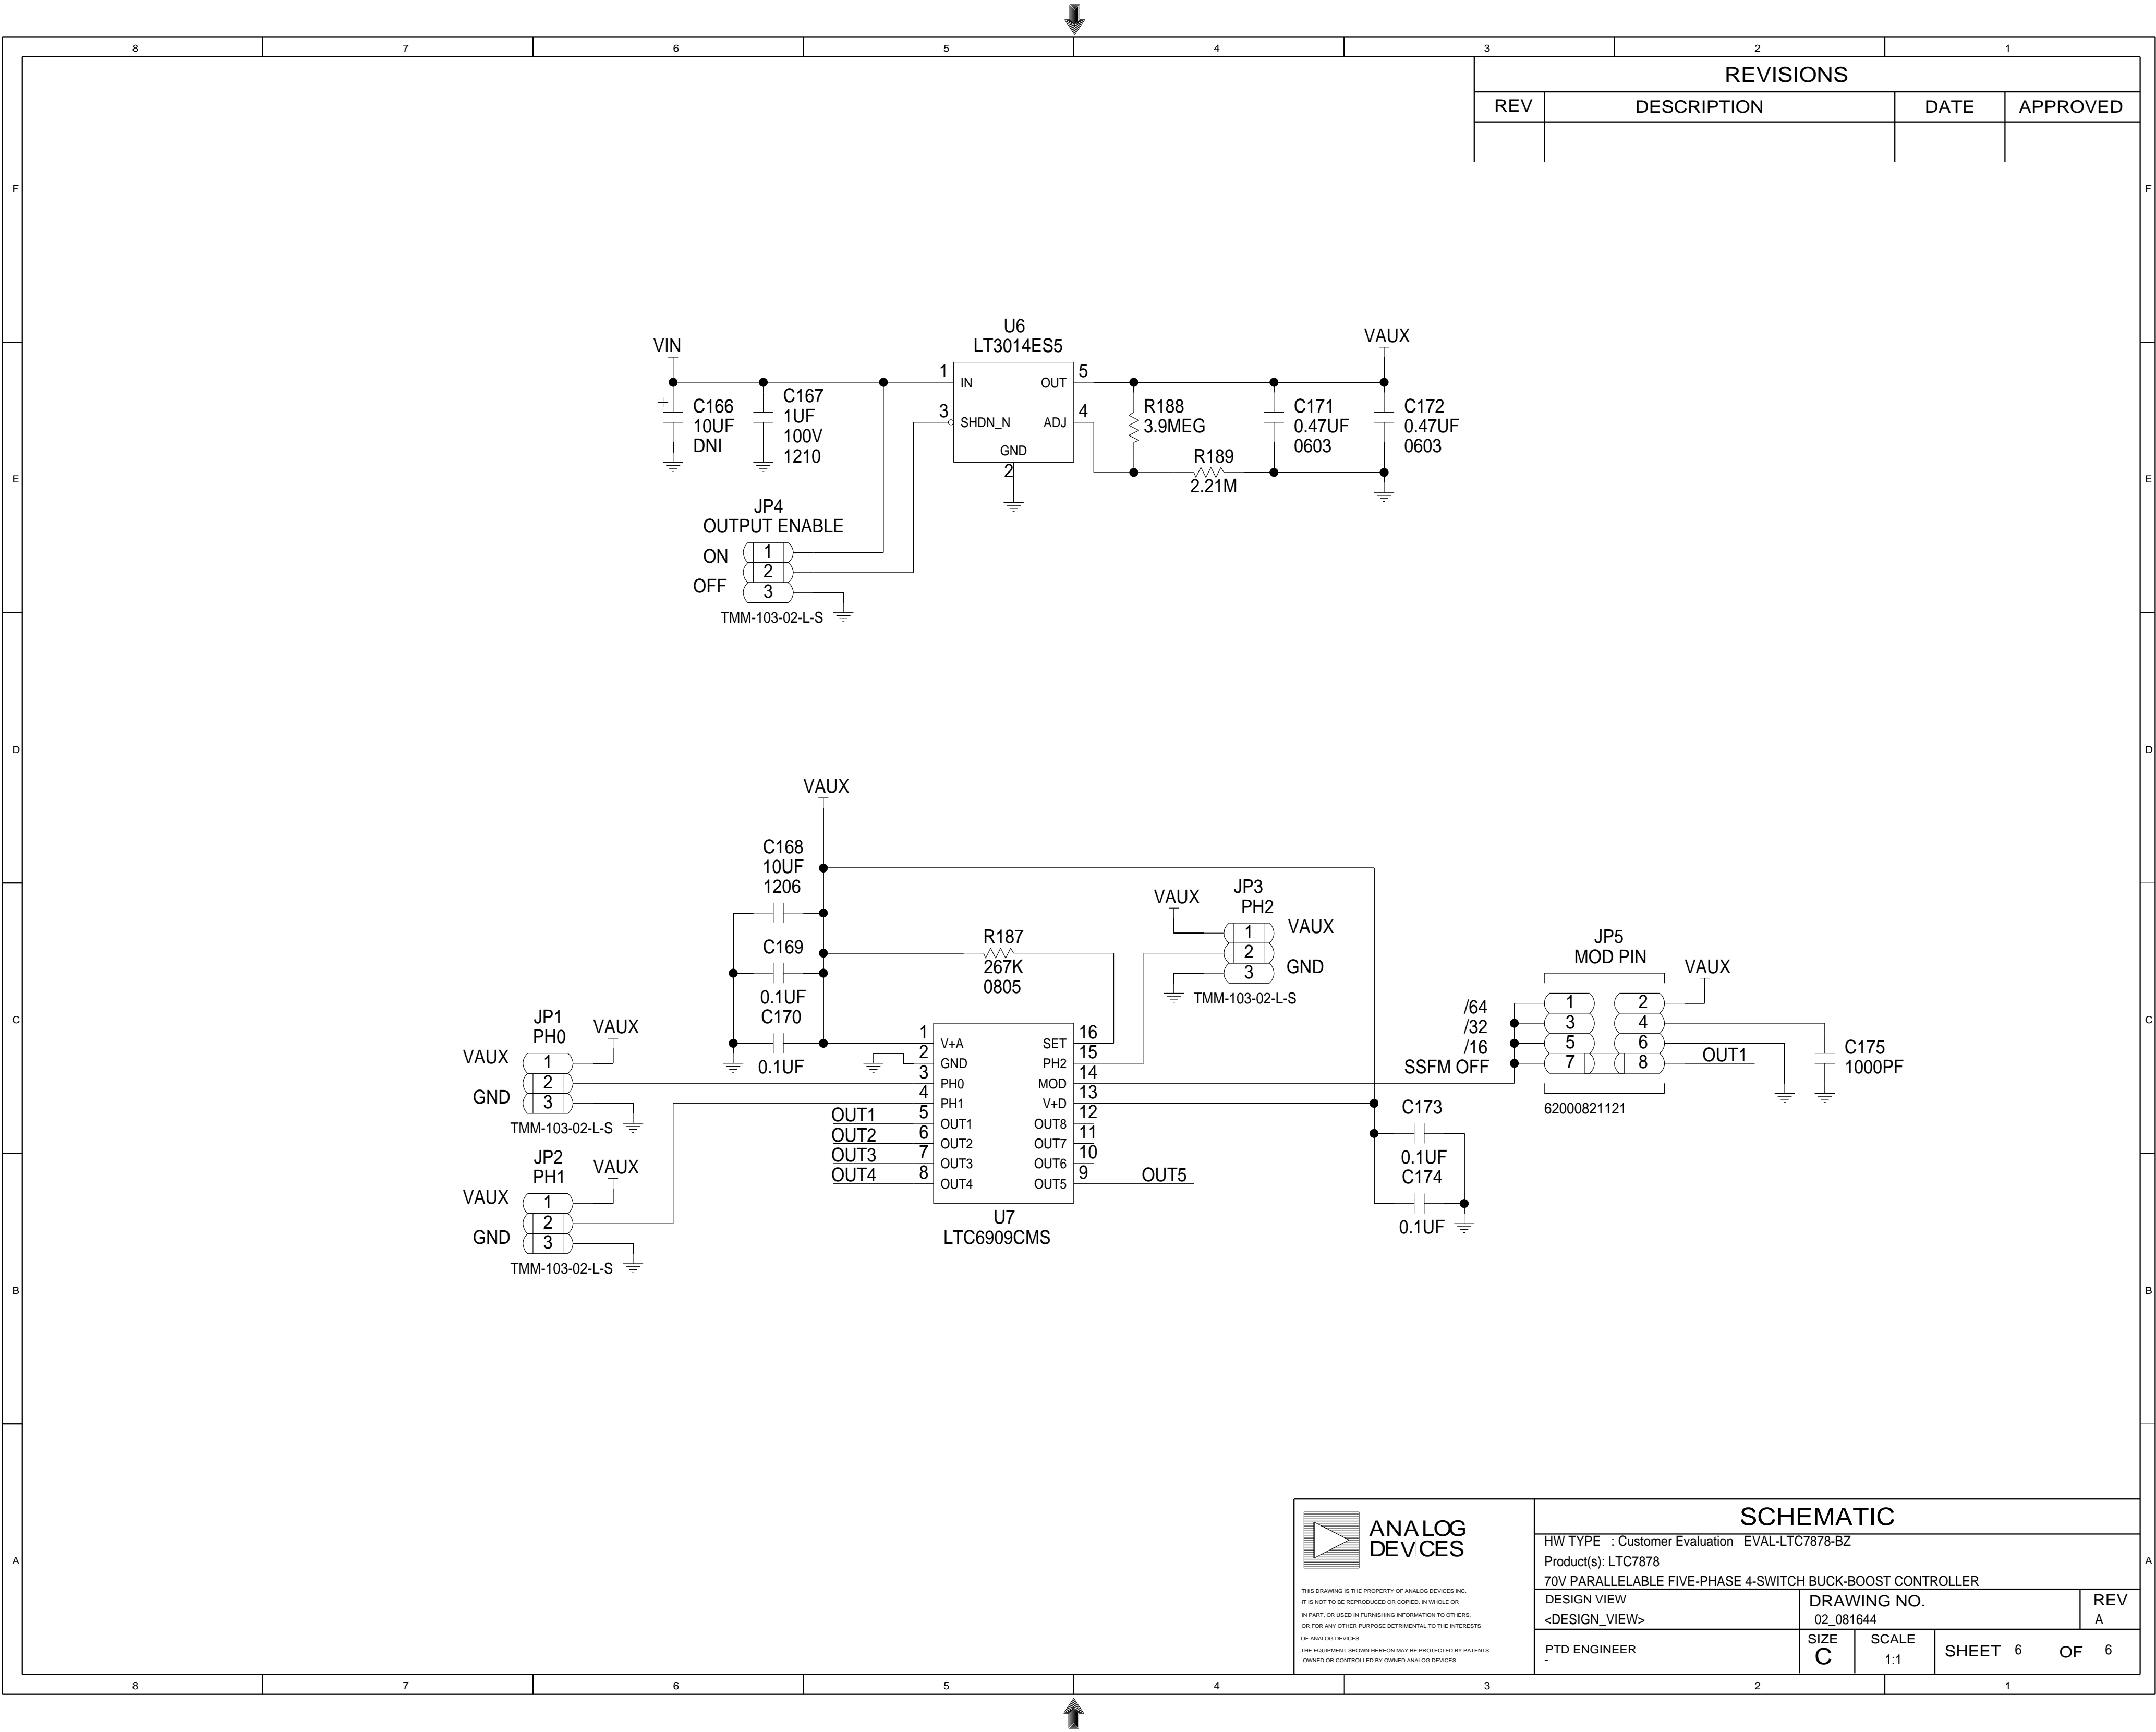 8 7 6 5 4 3 2 1
REVISIONS
REV DESCRIPTION DATE APPROVED
F F
E E
D D
C C
B B
A A
U6
LT3014ES5
VIN
VAUX
1 IN OUT 5
3 SHDN_N ADJ 4
GND
2
C166
10UF
DNI
+
C167
1UF
100V
1210
R188
3.9MEG
R189
2.21M
C171
0.47UF
0603
C172
0.47UF
0603
JP4
OUTPUT ENABLE
ON 1
2
OFF 3
TMM-103-02-L-S
VAUX
C168
10UF
1206
C169
0.1UF
C170
0.1UF
R187
267K
0805
VAUX
JP3
PH2
1 VAUX
2
3 GND
TMM-103-02-L-S
JP1
PH0
VAUX
VAUX 1
2
GND 3
TMM-103-02-L-S
JP2
PH1
VAUX
VAUX 1
2
GND 3
TMM-103-02-L-S
1 V+A SET 16
2 GND PH2 15
3 PH0 MOD 14
4 PH1 V+D 13
OUT1 5 OUT1 OUT8 12
OUT2 6 OUT2 OUT7 11
OUT3 7 OUT3 OUT6 10
OUT4 8 OUT4 OUT5 9 OUT5
U7
LTC6909CMS
C173
0.1UF
C174
0.1UF
JP5
MOD PIN
VAUX
/64 1 2
/32 3 4
/16 5 6
SSFM OFF 7 8 OUT1
62000821121
C175
1000PF
ANALOG
DEVICES
THIS DRAWING IS THE PROPERTY OF ANALOG DEVICES INC.
IT IS NOT TO BE REPRODUCED OR COPIED, IN WHOLE OR
IN PART, OR USED IN FURNISHING INFORMATION TO OTHERS,
OR FOR ANY OTHER PURPOSE DETRIMENTAL TO THE INTERESTS
OF ANALOG DEVICES.
THE EQUIPMENT SHOWN HEREON MAY BE PROTECTED BY PATENTS
OWNED OR CONTROLLED BY OWNED ANALOG DEVICES.
SCHEMATIC
HW TYPE : Customer Evaluation EVAL-LTC7878-BZ
Product(s): LTC7878
70V PARALLELABLE FIVE-PHASE 4-SWITCH BUCK-BOOST CONTROLLER
DESIGN VIEW
<DESIGN_VIEW>
DRAWING NO.
02_081644
REV
A
PTD ENGINEER
-
SIZE
C
SCALE
1:1
SHEET 6 OF 6
8 7 6 5 4 3 2 1